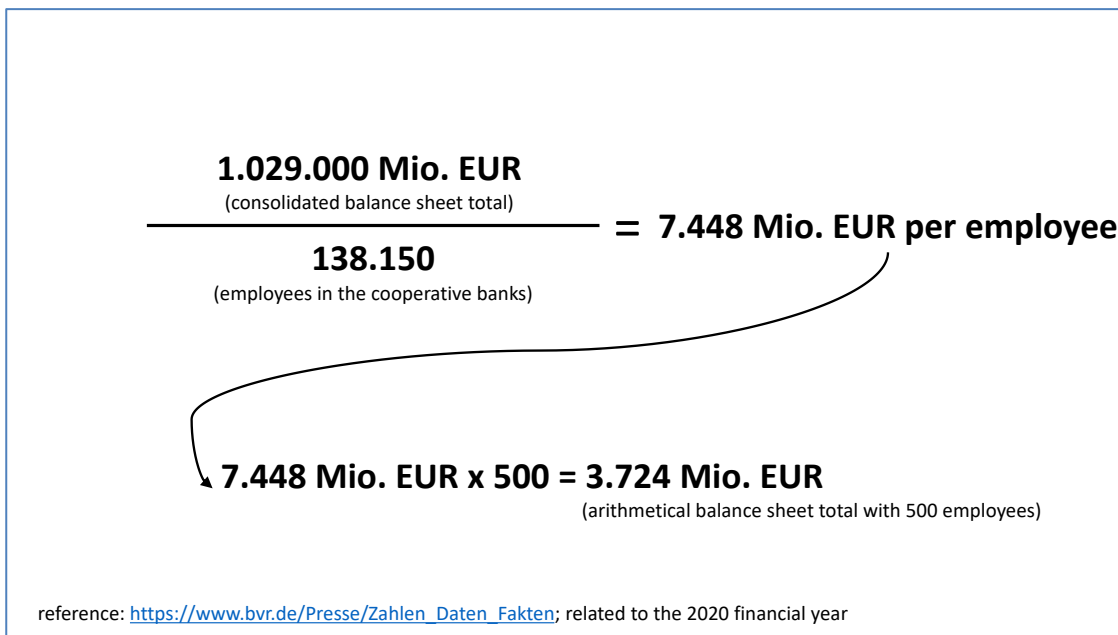 1.029.000 Mio. EUR
(consolidated balance sheet total)
= 7.448 Mio. EUR per employee
138.150
(employees in the cooperative banks)
7.448 Mio. EUR x 500 = 3.724 Mio. EUR
(arithmetical balance sheet total with 500 employees)
reference: https://www.bvr.de/Presse/Zahlen_Daten_Fakten; related to the 2020 financial year